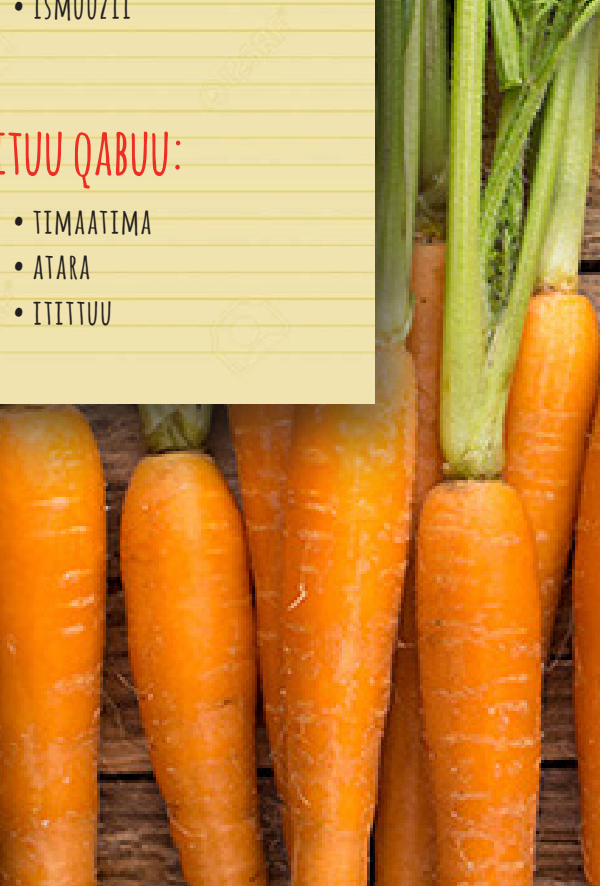 • ISMUUZII
ITUU QABUU:
• TIMAATIMA
• ATARA
• ITITTUU